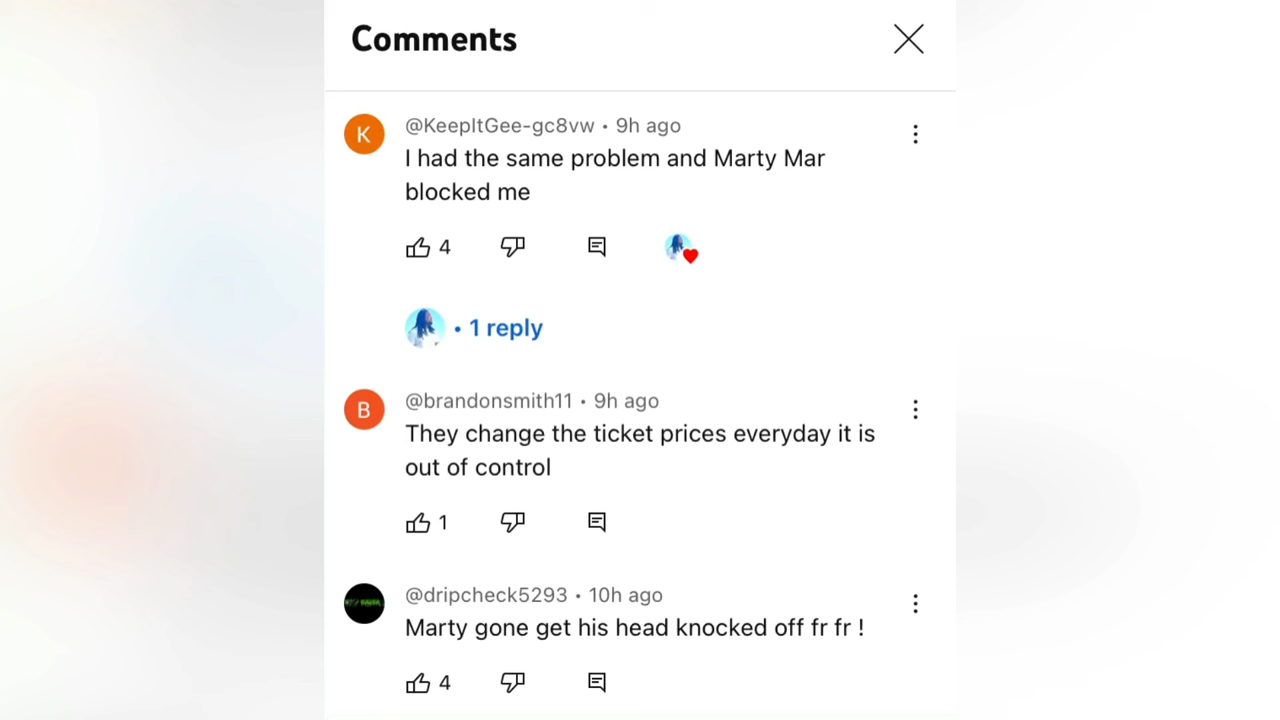 Comments
K
@KeepItGee-gc8vw • 9h ago
I had the same problem and Marty Mar
blocked me
4
• 1 reply
B
@brandonsmith11 • 9h ago
They change the ticket prices everyday it is
out of control
1
@dripcheck5293 • 10h ago
Marty gone get his head knocked off fr fr !
4